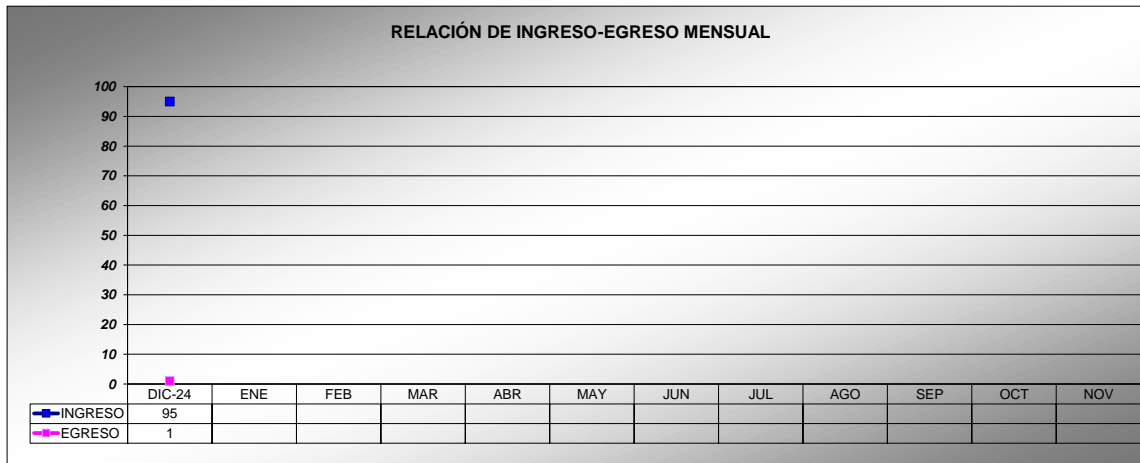 RELACIÓN DE INGRESO-EGRESO MENSUAL
100
90
80
70
60
50
40
30
20
10
0
DIC-24 ENE FEB MAR ABR MAY JUN JUL AGO SEP OCT NOV
INGRESO 95
EGRESO 1